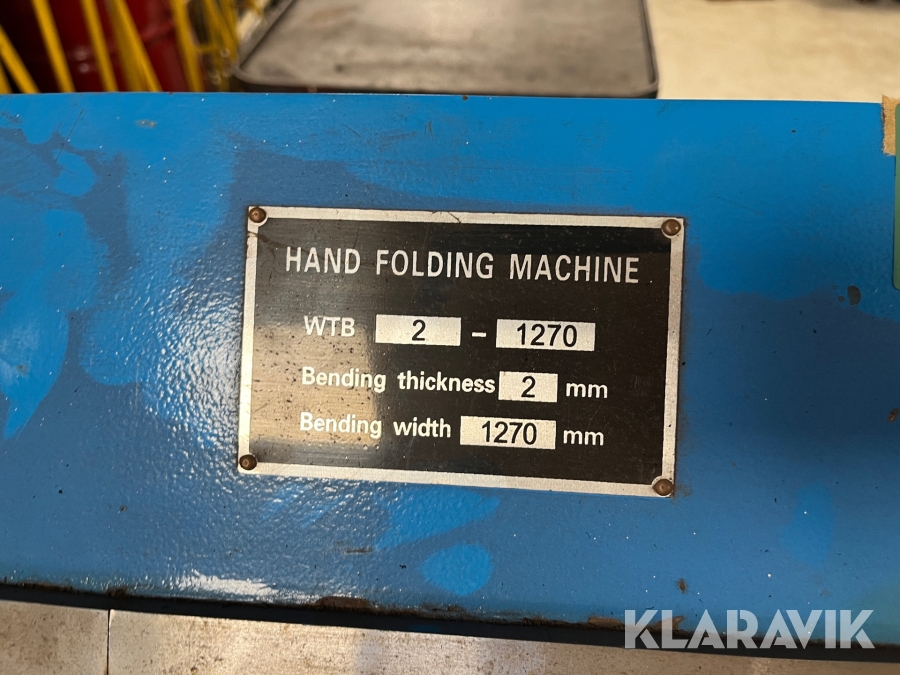 HAND FOLDING MACHINE
WTB 2 - 1270
Bending thickness 2 mm
Bending width 1270 mm
KLARAVIK